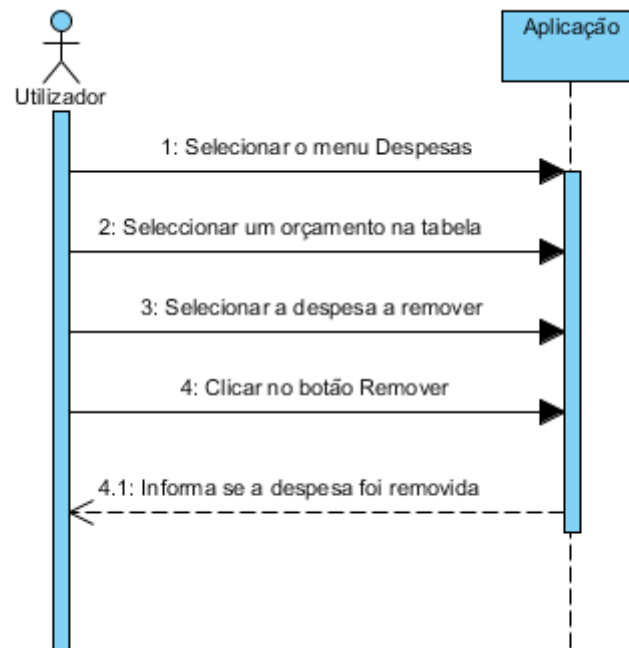 Utilizador
Aplicação
1: Selecionar o menu Despesas
2: Seleccionar um orçamento na tabela
3: Selecionar a despesa a remover
4: Clicar no botão Remover
4.1: Informa se a despesa foi removida